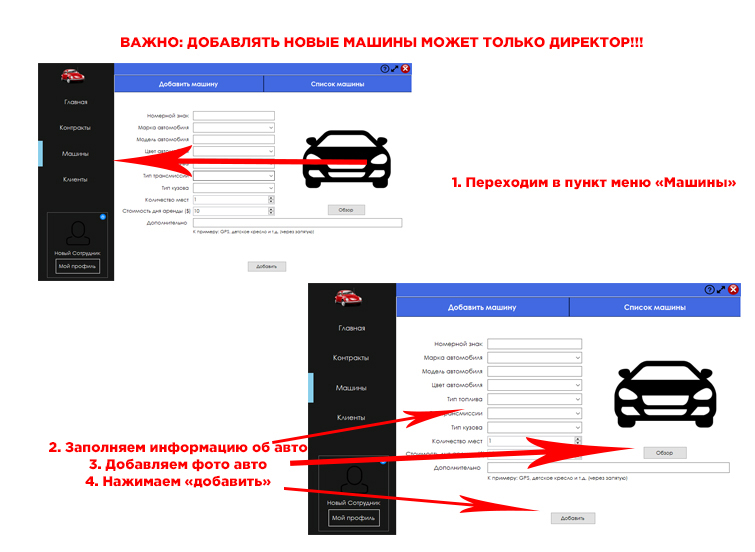 ВАЖНО: ДОБАВЛЯТЬ НОВЫЕ МАШИНЫ МОЖЕТ ТОЛЬКО ДИРЕКТОР!!!
Добавить машину
Список машины
Главная
Контракты
Машины
Клиенты
Номерной знак
Марка автомобиля
Модель автомобиля
Цвет
Тип трансмиссии
Тип кузова
Количество мест
1
Стоимость дня аренды ($)
10
Дополнительно
К примеру: GPS, детское кресло и т.д. (через запятую)
Обзор
Добавить
Новый Сотрудник
Мой профиль
1. Переходим в пункт меню «Машины»
Добавить машину
Список машины
Главная
Контракты
Машины
Клиенты
Номерной знак
Марка автомобиля
Модель автомобиля
Цвет автомобиля
Тип топлива
трансмиссии
Тип кузова
Количество мест
1
Стоимость дня
Дополнительно
К примеру: GPS, детское кресло и т.д. (через запятую)
Обзор
Добавить
Новый Сотрудник
Мой профиль
2. Заполняем информацию об авто
3. Добавляем фото авто
4. Нажимаем «добавить»